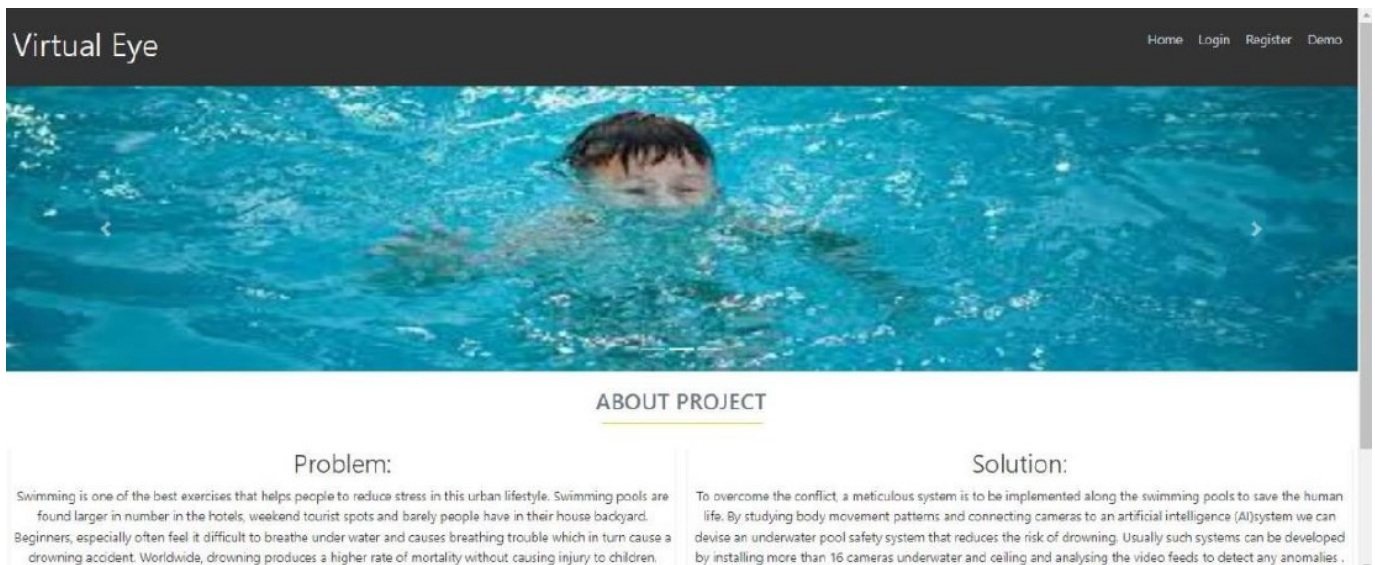 Virtual Eye
Home Login Register Demo
ABOUT PROJECT
Problem:
Swimming is one of the best exercises that helps people to reduce stress in this urban lifestyle. Swimming pools are
found larger in number in the hotels, weekend tourist spots and barely people have in their house backyard.
Beginners, especially often feel it difficult to breathe under water and causes breathing trouble which in turn cause a
drowning accident. Worldwide, drowning produces a higher rate of mortality without causing injury to children.
Solution:
To overcome the conflict, a meticulous system is to be implemented along the swimming pools to save the human
life. By studying body movement patterns and connecting cameras to an artificial intelligence (AI)system we can
devise an underwater pool safety system that reduces the risk of drowning. Usually such systems can be developed
by installing more than 16 cameras underwater and ceiling and analysing the video feeds to detect any anomalies .